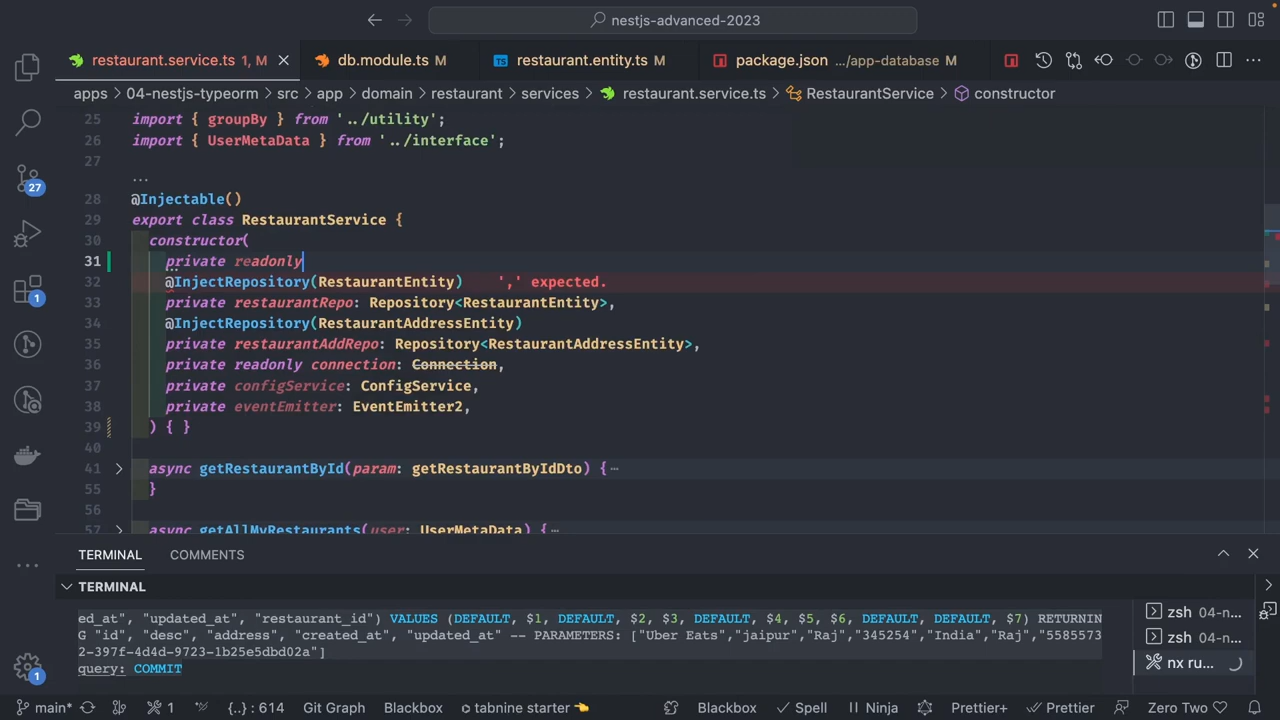 nestjs-advanced-2023
restaurant.service.ts 1, M
db.module.ts M
restaurant.entity.ts M
package.json .../app-database M
apps > 04-nestjs-typeorm > src > app > domain > restaurant > services > restaurant.service.ts > RestaurantService > constructor
25 import { groupBy } from '../utility';
26 import { UserMetaData } from '../interface';
27
...
28 @Injectable()
29 export class RestaurantService {
30 constructor(
31 private readonly
32 @InjectRepository(RestaurantEntity) ',' expected.
33 private restaurantRepo: Repository<RestaurantEntity>,
34 @InjectRepository(RestaurantAddressEntity)
35 private restaurantAddRepo: Repository<RestaurantAddressEntity>,
36 private readonly connection: Connection,
37 private configService: ConfigService,
38 private eventEmitter: EventEmitter2,
39 ) { }
40
41 async getRestaurantById(param: getRestaurantByIdDto) {…
55 }
56
57 async getAllMyRestaurants(user: UserMetaData) {…
27
1
1
TERMINAL
COMMENTS
TERMINAL
ed_at", "updated_at", "restaurant_id") VALUES (DEFAULT, $1, DEFAULT, $2, $3, DEFAULT, $4, $5, $6, DEFAULT, DEFAULT, $7) RETURNIN
G "id", "desc", "address", "created_at", "updated_at" -- PARAMETERS: ["Uber Eats","jaipur","Raj","345254","India","Raj","5585573
2-397f-4d4d-9723-1b25e5dbd02a"]
query: COMMIT
zsh 04-n...
zsh 04-n...
nx ru...
main* 1 {..} : 614 Git Graph Blackbox tabnine starter 👈 Blackbox Spell Ninja Prettier+ Prettier Zero Two